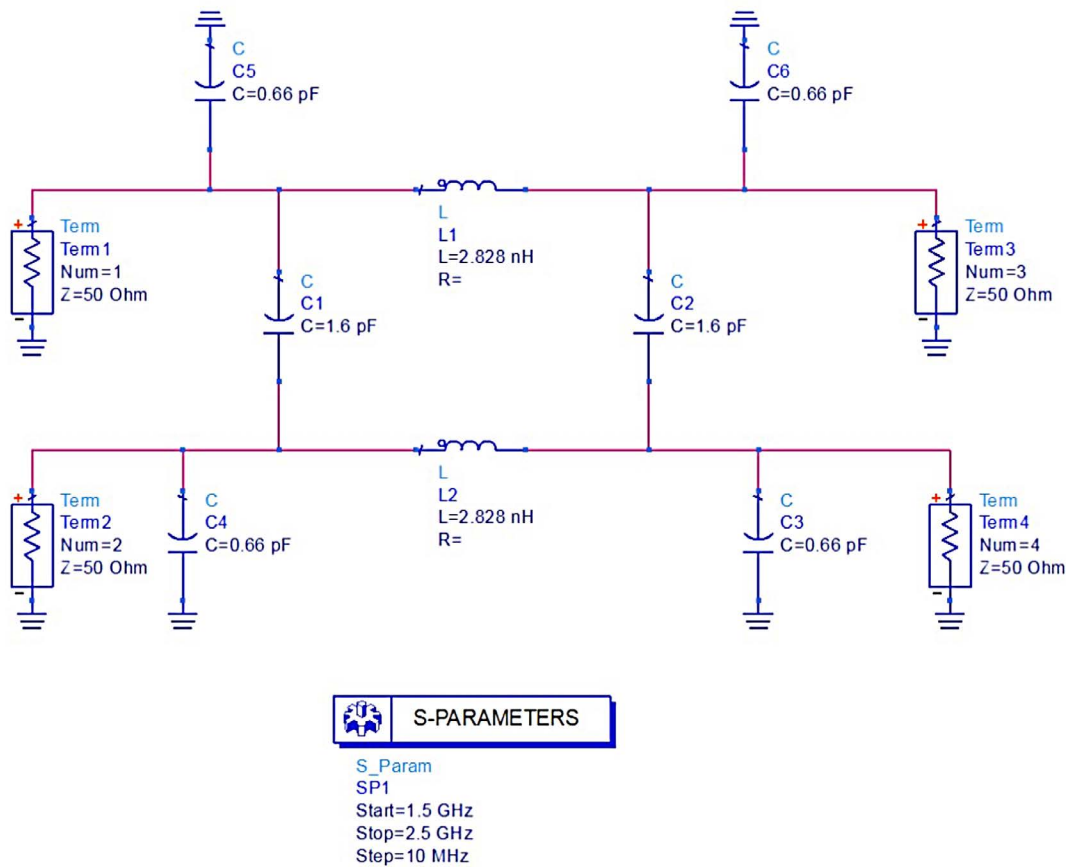 C
C5
C=0.66 pF
C
C6
C=0.66 pF
+
Term
Term1
Num=1
Z=50 Ohm
-
L
L1
L=2.828 nH
R=
+
Term
Term3
Num=3
Z=50 Ohm
-
C
C1
C=1.6 pF
C
C2
C=1.6 pF
+
Term
Term2
Num=2
Z=50 Ohm
-
C
C4
C=0.66 pF
L
L2
L=2.828 nH
R=
C
C3
C=0.66 pF
+
Term
Term4
Num=4
Z=50 Ohm
-
S-PARAMETERS
S_Param
SP1
Start=1.5 GHz
Stop=2.5 GHz
Step=10 MHz